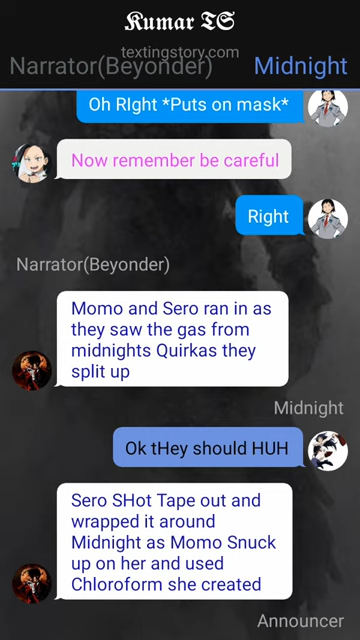 Kumar TS
textingstory.com
Narrator(Beyonder) Midnight
Oh RIght *Puts on mask*
Now remember be careful
Right
Narrator(Beyonder)
Momo and Sero ran in as
they saw the gas from
midnights Quirkas they
split up
Midnight
Ok tHey should HUH
Sero SHot Tape out and
wrapped it around
Midnight as Momo Snuck
up on her and used
Chloroform she created
Announcer